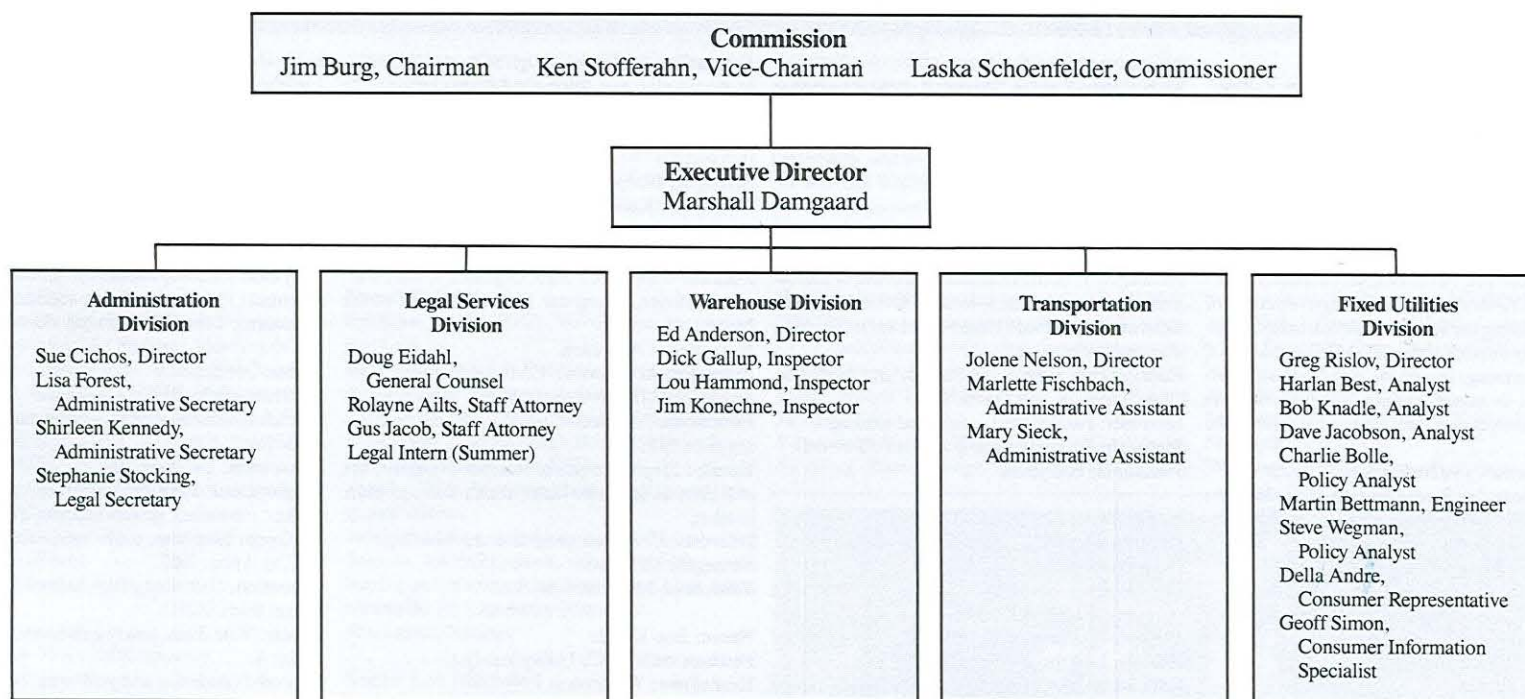 Commission
Jim Burg, Chairman Ken Stofferahn, Vice-Chairman Laska Schoenfelder, Commissioner
Executive Director
Marshall Damgaard
Administration
Division
Sue Cichos, Director
Lisa Forest,
Administrative Secretary
Shirleen Kennedy,
Administrative Secretary
Stephanie Stocking,
Legal Secretary
Legal Services
Division
Doug Eidahl,
General Counsel
Rolayne Ailts, Staff Attorney
Gus Jacob, Staff Attorney
Legal Intern (Summer)
Warehouse Division
Ed Anderson, Director
Dick Gallup, Inspector
Lou Hammond, Inspector
Jim Konechne, Inspector
Transportation
Division
Jolene Nelson, Director
Marlette Fischbach,
Administrative Assistant
Mary Sieck,
Administrative Assistant
Fixed Utilities
Division
Greg Rislov, Director
Harlan Best, Analyst
Bob Knadle, Analyst
Dave Jacobson, Analyst
Charlie Bolle,
Policy Analyst
Martin Bettmann, Engineer
Steve Wegman,
Policy Analyst
Della Andre,
Consumer Representative
Geoff Simon,
Consumer Information
Specialist